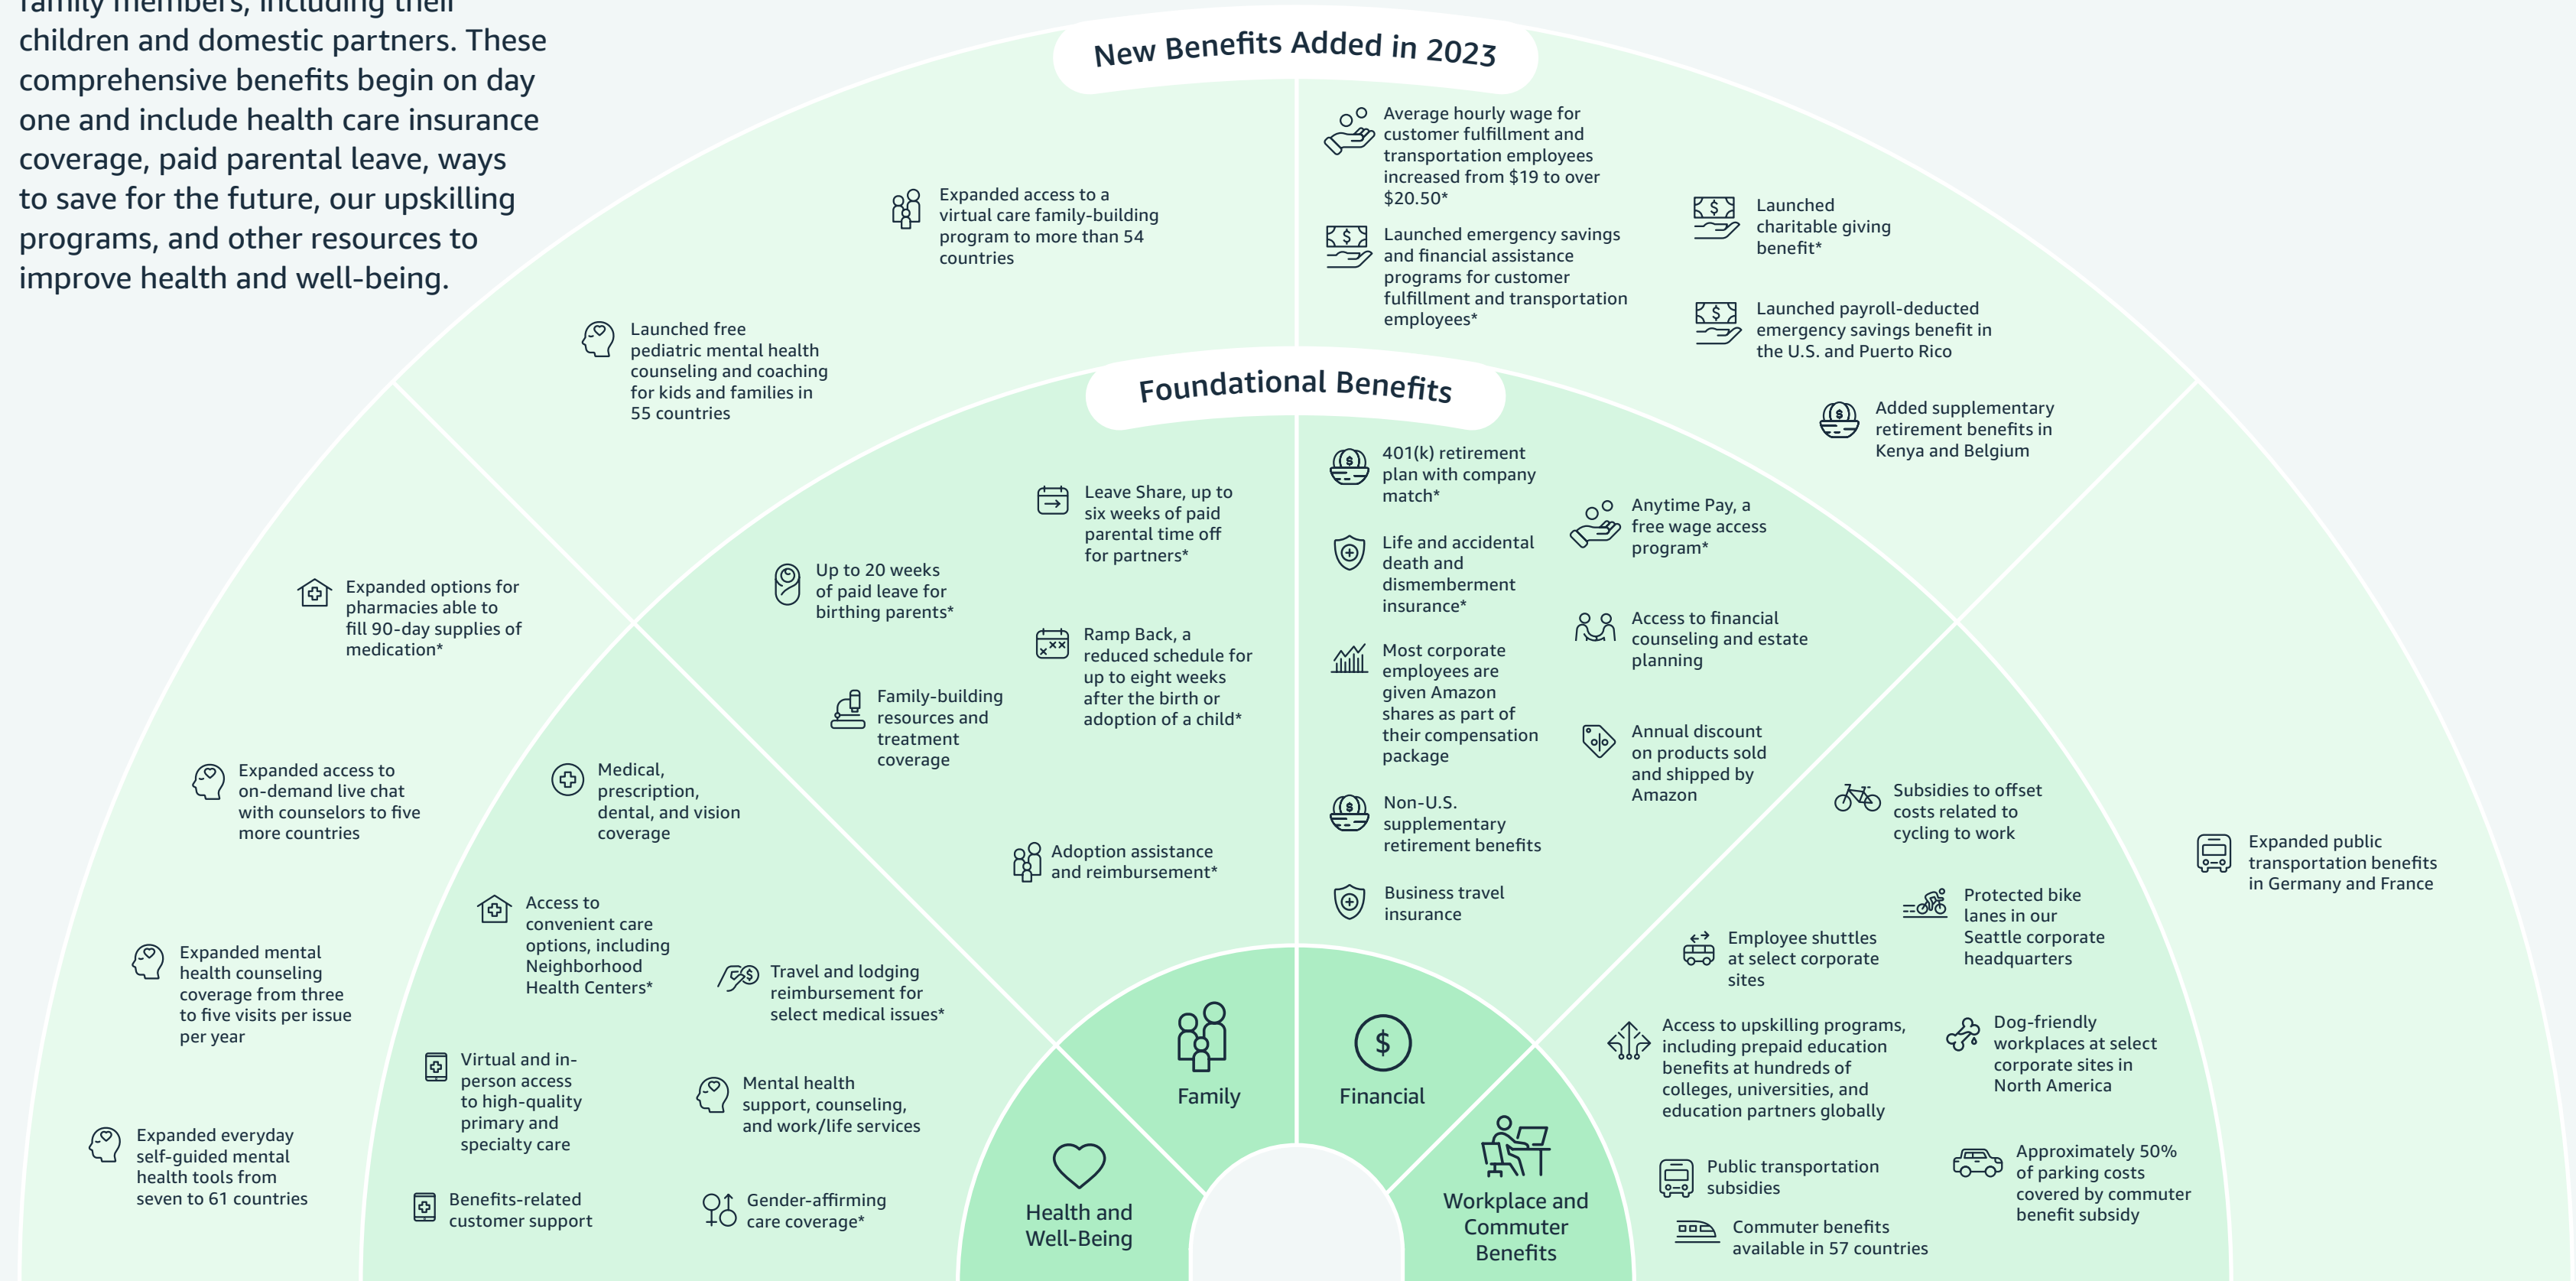 family members, including their
children and domestic partners. These
comprehensive benefits begin on day
one and include health care insurance
coverage, paid parental leave, ways
to save for the future, our upskilling
programs, and other resources to
improve health and well-being.
New Benefits Added in 2023
Expanded everyday
self-guided mental
health tools from
seven to 61 countries
Expanded mental
health counseling
coverage from three
to five visits per issue
per year
Expanded access to
on-demand live chat
with counselors to five
more countries
Expanded options for
pharmacies able to
fill 90-day supplies of
medication*
Launched free
pediatric mental health
counseling and coaching
for kids and families in
55 countries
Expanded access to a
virtual care family-building
program to more than 54
countries
Average hourly wage for
customer fulfillment and
transportation employees
increased from $19 to over
$20.50*
Launched emergency savings
and financial assistance
programs for customer
fulfillment and transportation
employees*
Launched
charitable giving
benefit*
Launched payroll-deducted
emergency savings benefit in
the U.S. and Puerto Rico
Added supplementary
retirement benefits in
Kenya and Belgium
Expanded public
transportation benefits
in Germany and France
Foundational Benefits
Medical,
prescription,
dental, and vision
coverage
Access to
convenient care
options, including
Neighborhood
Health Centers*
Travel and lodging
reimbursement for
select medical issues*
Virtual and in-
person access
to high-quality
primary and
specialty care
Mental health
support, counseling,
and work/life services
Benefits-related
customer support
Gender-affirming
care coverage*
Leave Share, up to
six weeks of paid
parental time off
for partners*
Up to 20 weeks
of paid leave for
birthing parents*
Ramp Back, a
reduced schedule for
up to eight weeks
after the birth or
adoption of a child*
Family-building
resources and
treatment
coverage
Adoption assistance
and reimbursement*
401(k) retirement
plan with company
match*
Life and accidental
death and
dismemberment
insurance*
Most corporate
employees are
given Amazon
shares as part of
their compensation
package
Non-U.S.
supplementary
retirement benefits
Business travel
insurance
Anytime Pay, a
free wage access
program*
Access to financial
counseling and estate
planning
Annual discount
on products sold
and shipped by
Amazon
Subsidies to offset
costs related to
cycling to work
Protected bike
lanes in our
Seattle corporate
headquarters
Employee shuttles
at select corporate
sites
Access to upskilling programs,
including prepaid education
benefits at hundreds of
colleges, universities, and
education partners globally
Dog-friendly
workplaces at select
corporate sites in
North America
Public transportation
subsidies
Approximately 50%
of parking costs
covered by commuter
benefit subsidy
Commuter benefits
available in 57 countries
Health and
Well-Being
Family
Financial
Workplace and
Commuter
Benefits